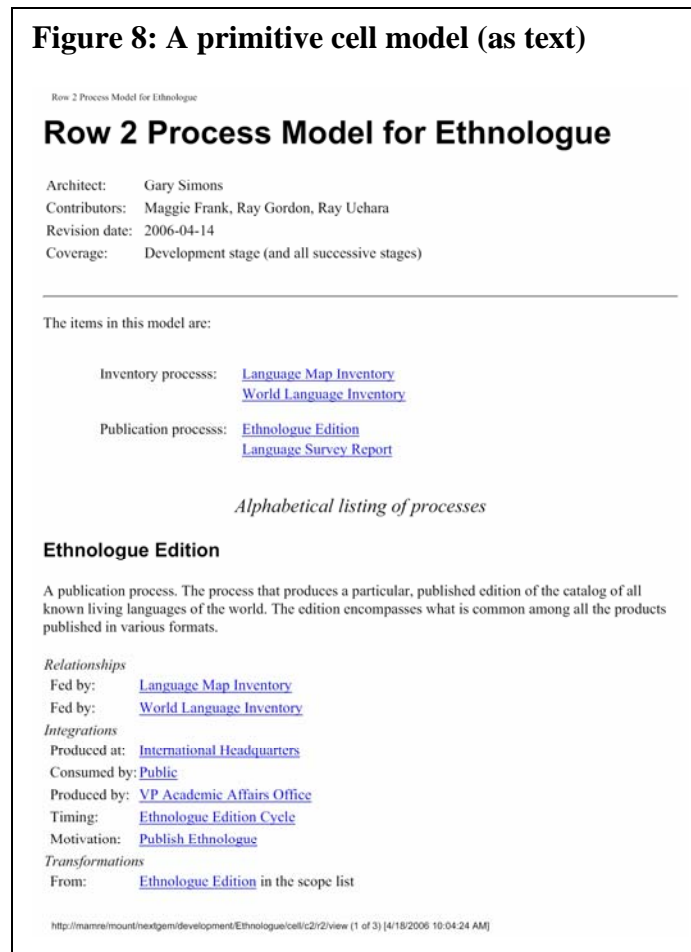 Figure 8: A primitive cell model (as text)
Row 2 Process Model for Ethnologue
Row 2 Process Model for Ethnologue
Architect: Gary Simons
Contributors: Maggie Frank, Ray Gordon, Ray Uehara
Revision date: 2006-04-14
Coverage: Development stage (and all successive stages)
The items in this model are:
Inventory processs: Language Map Inventory
World Language Inventory
Publication processs: Ethnologue Edition
Language Survey Report
Alphabetical listing of processes
Ethnologue Edition
A publication process. The process that produces a particular, published edition of the catalog of all
known living languages of the world. The edition encompasses what is common among all the products
published in various formats.
Relationships
Fed by: Language Map Inventory
Fed by: World Language Inventory
Integrations
Produced at: International Headquarters
Consumed by: Public
Produced by: VP Academic Affairs Office
Timing: Ethnologue Edition Cycle
Motivation: Publish Ethnologue
Transformations
From: Ethnologue Edition in the scope list
http://mamre/mount/nextgem/development/Ethnologue/cell/c2/r2/view (1 of 3) [4/18/2006 10:04:24 AM]